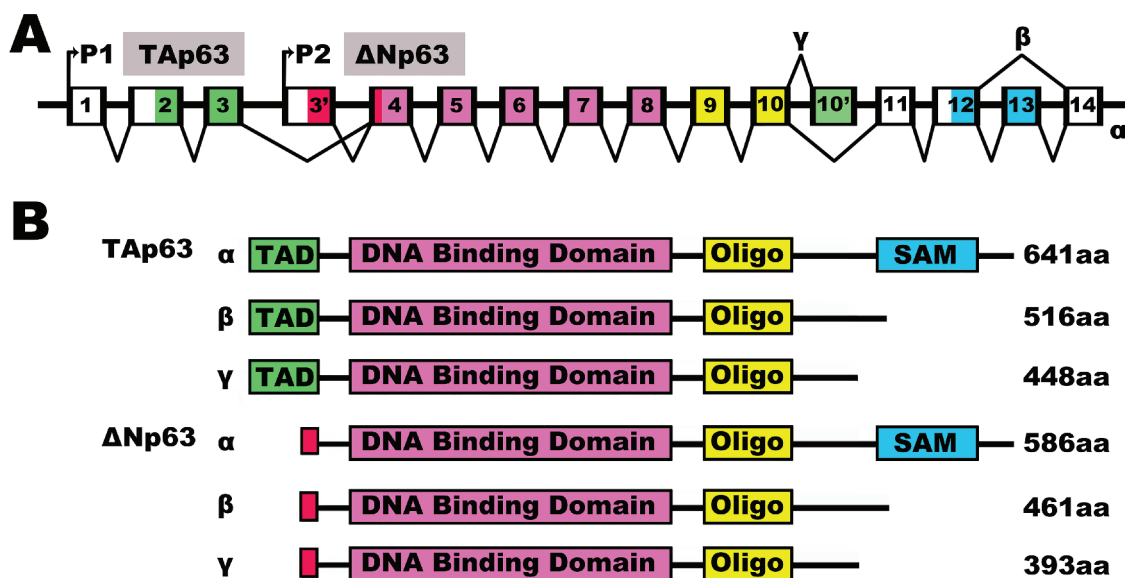 A
P1 TAp63 P2 ΔNp63 γ β
1 2 3 3' 4 5 6 7 8 9 10 10' 11 12 13 14
α
B
TAp63 α TAD DNA Binding Domain Oligo SAM 641aa
β TAD DNA Binding Domain Oligo 516aa
γ TAD DNA Binding Domain Oligo 448aa
ΔNp63 α DNA Binding Domain Oligo SAM 586aa
β DNA Binding Domain Oligo 461aa
γ DNA Binding Domain Oligo 393aa